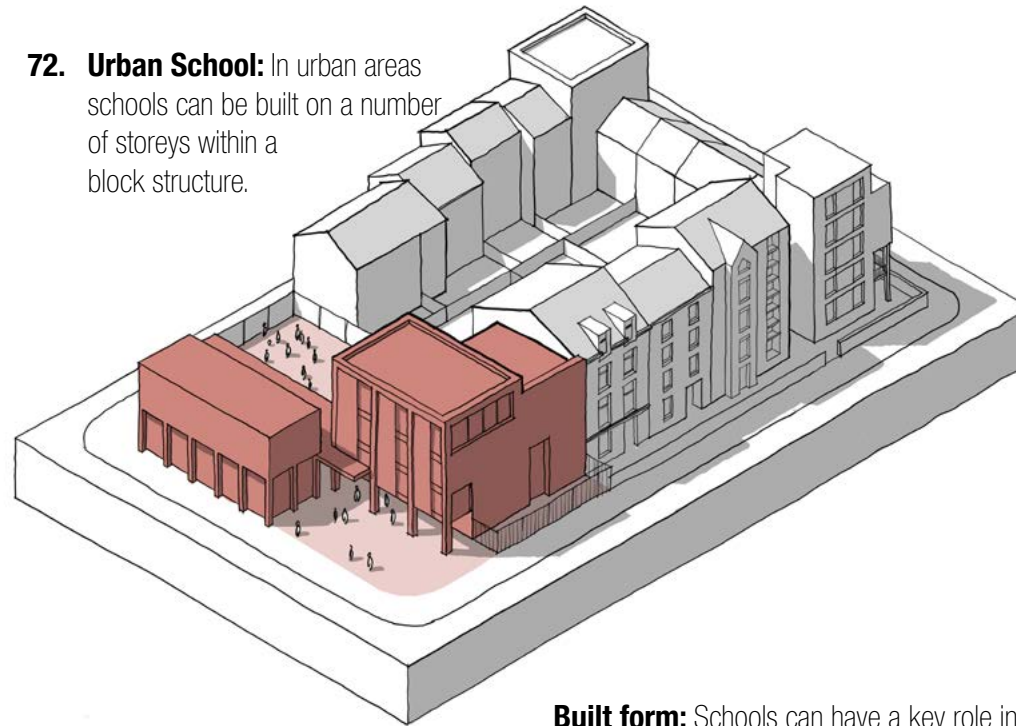 72. Urban School: In urban areas
schools can be built on a number
of storeys within a
block structure.
Built form: Schools can have a key role in